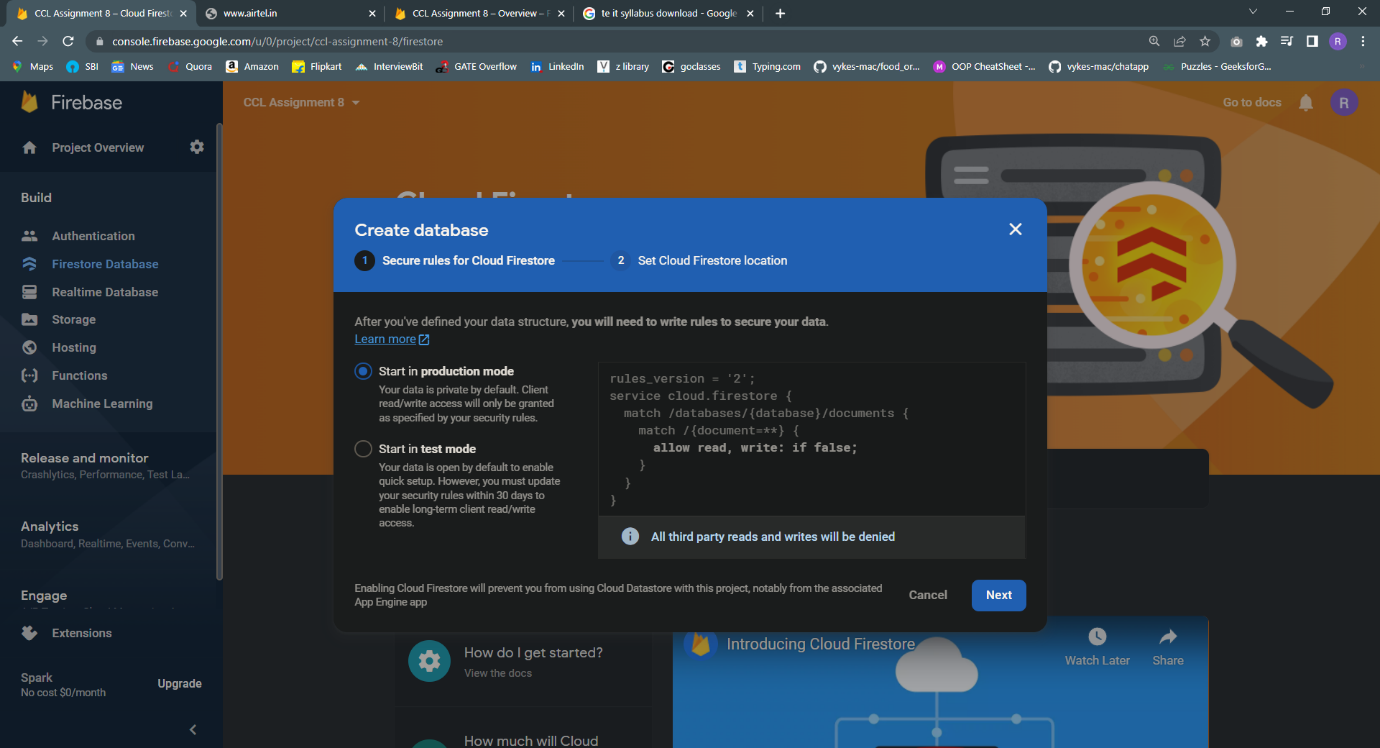 CCL Assignment 8 – Cloud Firest
www.airtel.in
CCL Assignment 8 – Overview –
te it syllabus download - Google
console.firebase.google.com/u/0/project/ccl-assignment-8/firestore
R
Maps
SBI
News
Quora
Amazon
Flipkart
InterviewBit
GATE Overflow
LinkedIn
z library
goclasses
Typing.com
vykes-mac/food_or...
OOP CheatSheet -...
vykes-mac/chatapp
Puzzles - GeeksforG...
Firebase
CCL Assignment 8
Go to docs
R
Project Overview
Build
Authentication
Firestore Database
Realtime Database
Storage
Hosting
Functions
Machine Learning
Release and monitor
Crashlytics, Performance, Test La...
Analytics
Dashboard, Realtime, Events, Conv...
Engage
Extensions
Spark
No cost $0/month
Upgrade
Create database
1 Secure rules for Cloud Firestore
2 Set Cloud Firestore location
After you've defined your data structure, you will need to write rules to secure your data.
Learn more
Start in production mode
Your data is private by default. Client
read/write access will only be granted
as specified by your security rules.
Start in test mode
Your data is open by default to enable
quick setup. However, you must update
your security rules within 30 days to
enable long-term client read/write
access.
rules_version = '2';
service cloud.firestore {
match /databases/{database}/documents {
match /{document=**} {
allow read, write: if false;
}
}
}
All third party reads and writes will be denied
Enabling Cloud Firestore will prevent you from using Cloud Datastore with this project, notably from the associated
App Engine app
Cancel
Next
How do I get started?
View the docs
How much will Cloud
Introducing Cloud Firestore
Watch Later
Share